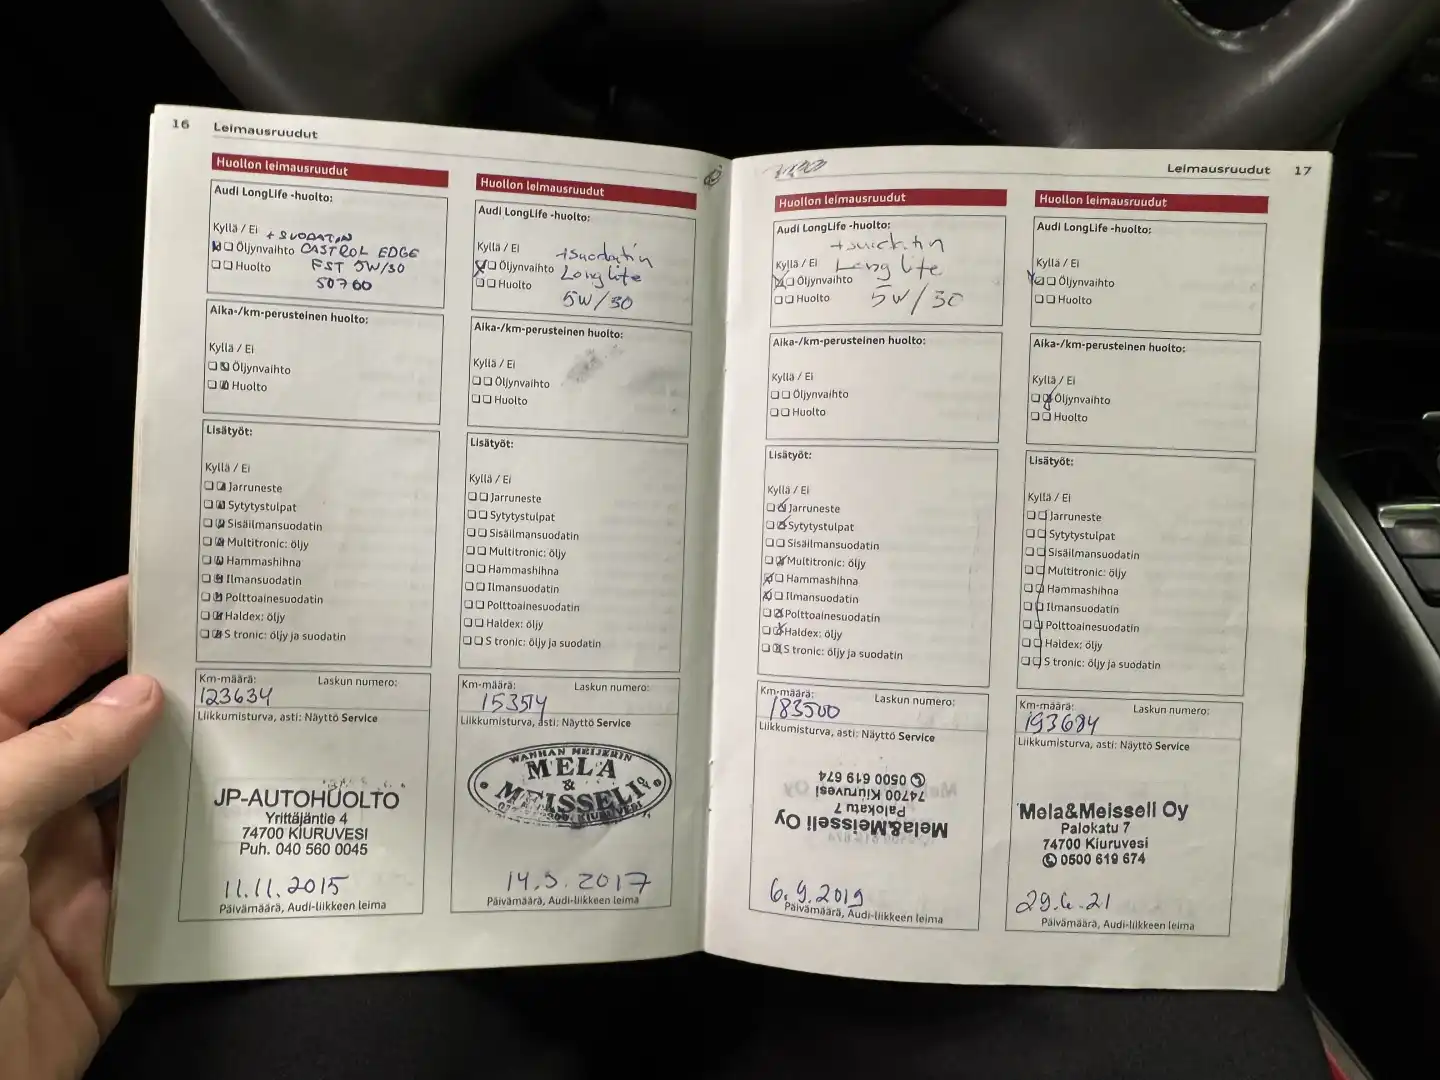 16 Leimausruudut
Huollon leimausruudut
Audi LongLife -huolto:
Kyllä / Ei + SUODATIN
Öljynvaihto CASTROL EDGE
Huolto FST 5W/30
50700
Aika-/km-perusteinen huolto:
Kyllä / Ei
Öljynvaihto
Huolto
Lisätyöt:
Kyllä / Ei
Jarruneste
Sytytystulpat
Sisäilmansuodatin
Multitronic: öljy
Hammashihna
Ilmansuodatin
Polttoainesuodatin
Haldex: öljy
S tronic: öljy ja suodatin
Km-määrä: Laskun numero:
123634
Liikkumisturva, asti: Näyttö Service
JP-AUTOHUOLTO
Yrittäjäntie 4
74700 KIURUVESI
Puh. 040 560 0045
11.11.2015
Päivämäärä, Audi-liikkeen leima
Huollon leimausruudut
Audi LongLife -huolto:
Kyllä / Ei +suodatin
Öljynvaihto Longlife
Huolto 5W/30
Aika-/km-perusteinen huolto:
Kyllä / Ei
Öljynvaihto
Huolto
Lisätyöt:
Kyllä / Ei
Jarruneste
Sytytystulpat
Sisäilmansuodatin
Multitronic: öljy
Hammashihna
Ilmansuodatin
Polttoainesuodatin
Haldex: öljy
S tronic: öljy ja suodatin
Km-määrä: Laskun numero:
153514
Liikkumisturva, asti: Näyttö Service
WANHAN MEIJERIN
MELA
&
MEISSELI
KIURUVESI
14.3.2017
Päivämäärä, Audi-liikkeen leima
Leimausruudut 17
Huollon leimausruudut
Audi LongLife -huolto:
+suodatin
Kyllä / Ei Long life
Öljynvaihto
Huolto 5W/30
Aika-/km-perusteinen huolto:
Kyllä / Ei
Öljynvaihto
Huolto
Lisätyöt:
Kyllä / Ei
Jarruneste
Sytytystulpat
Sisäilmansuodatin
Multitronic: öljy
Hammashihna
Ilmansuodatin
Polttoainesuodatin
Haldex: öljy
S tronic: öljy ja suodatin
Km-määrä: Laskun numero:
183500
Liikkumisturva, asti: Näyttö Service
Mela&Meisseli Oy
Palokatu 7
74700 Kiuruvesi
0500 619 674
6.9.2019
Päivämäärä, Audi-liikkeen leima
Huollon leimausruudut
Audi LongLife -huolto:
Kyllä / Ei
Öljynvaihto
Huolto
Aika-/km-perusteinen huolto:
Kyllä / Ei
Öljynvaihto
Huolto
Lisätyöt:
Kyllä / Ei
Jarruneste
Sytytystulpat
Sisäilmansuodatin
Multitronic: öljy
Hammashihna
Ilmansuodatin
Polttoainesuodatin
Haldex: öljy
S tronic: öljy ja suodatin
Km-määrä: Laskun numero:
193684
Liikkumisturva, asti: Näyttö Service
Mela&Meisseli Oy
Palokatu 7
74700 Kiuruvesi
0500 619 674
29.6.21
Päivämäärä, Audi-liikkeen leima